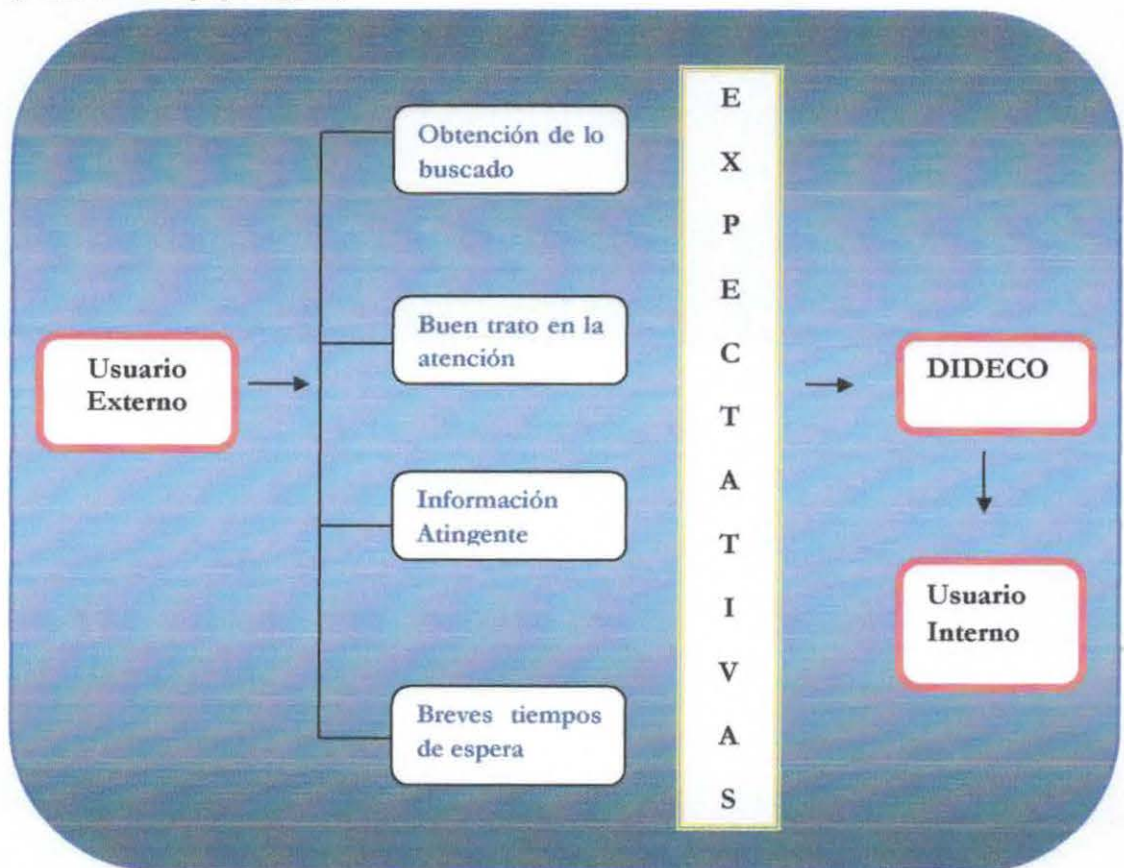 Usuario
Externo
Obtención de lo
buscado
Buen trato en la
atención
Información
Atingente
Breves tiempos
de espera
E
X
P
E
C
T
A
T
I
V
A
S
DIDECO
Usuario
Interno